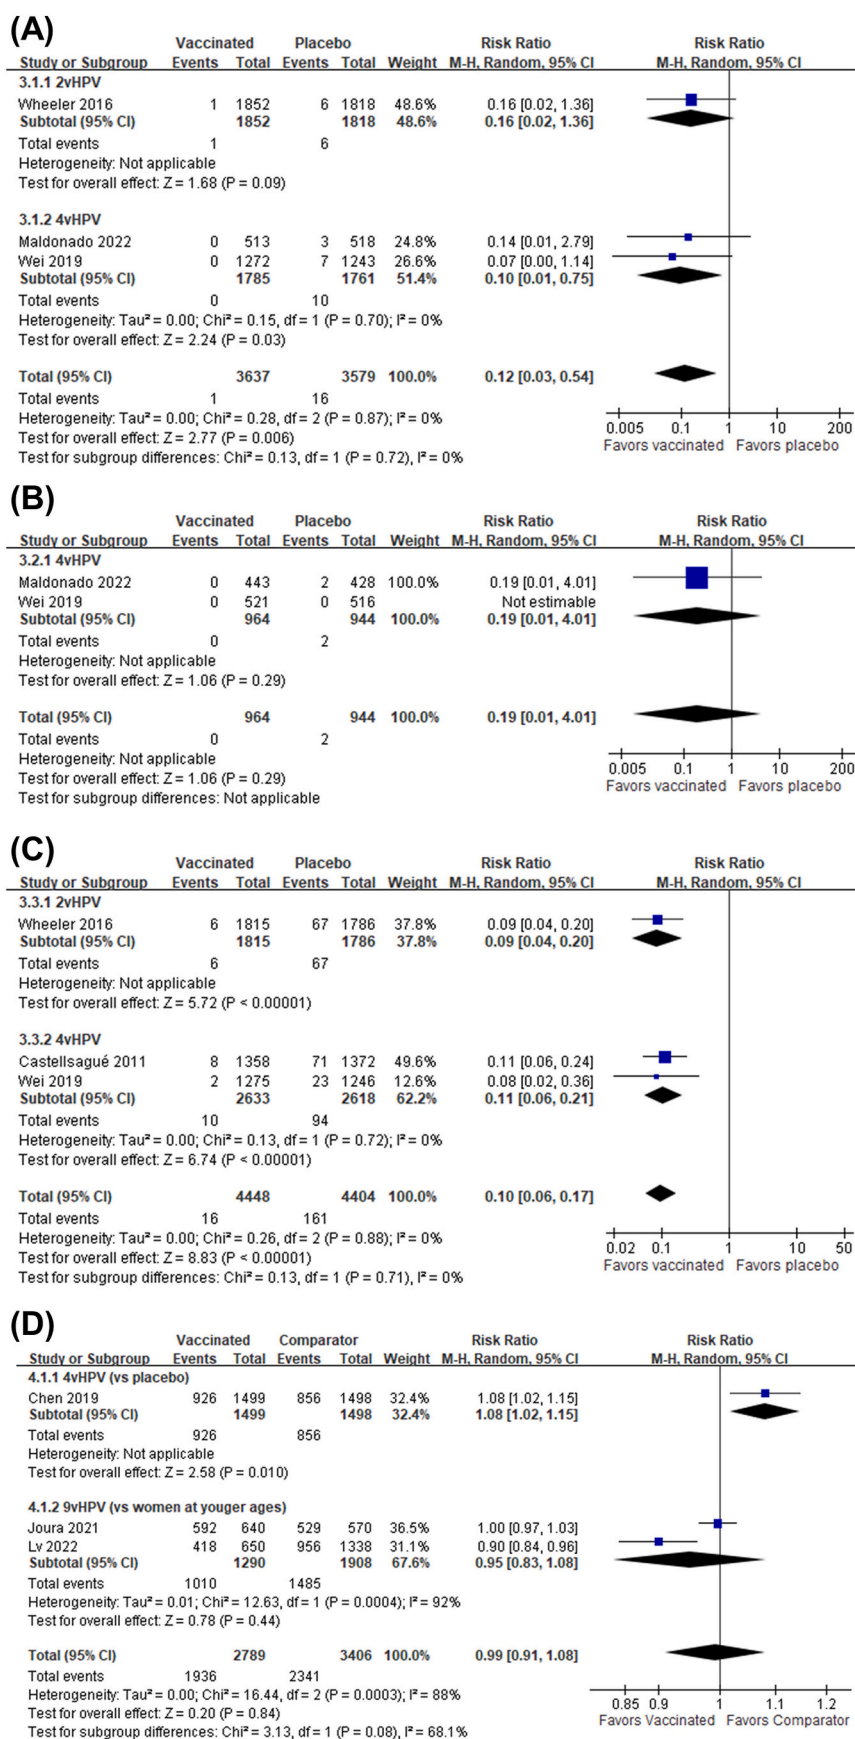 (A)
Vaccinated Placebo Risk Ratio Risk Ratio
Study or Subgroup Events Total Events Total Weight M-H, Random, 95% CI M-H, Random, 95% CI
3.1.1 2vHPV
Wheeler 2016 1 1852 6 1818 48.6% 0.16 [0.02, 1.36]
Subtotal (95% CI) 1852 1818 48.6% 0.16 [0.02, 1.36]
Total events 1 6
Heterogeneity: Not applicable
Test for overall effect: Z = 1.68 (P = 0.09)
3.1.2 4vHPV
Maldonado 2022 0 513 3 518 24.8% 0.14 [0.01, 2.79]
Wei 2019 0 1272 7 1243 26.6% 0.07 [0.00, 1.14]
Subtotal (95% CI) 1785 1761 51.4% 0.10 [0.01, 0.75]
Total events 0 10
Heterogeneity: Tau² = 0.00; Chi² = 0.15, df = 1 (P = 0.70); I² = 0%
Test for overall effect: Z = 2.24 (P = 0.03)
Total (95% CI) 3637 3579 100.0% 0.12 [0.03, 0.54]
Total events 1 16
Heterogeneity: Tau² = 0.00; Chi² = 0.28, df = 2 (P = 0.87); I² = 0%
Test for overall effect: Z = 2.77 (P = 0.006)
Test for subgroup differences: Chi² = 0.13, df = 1 (P = 0.72), I² = 0%
0.005 0.1 1 10 200
Favors vaccinated Favors placebo
(B)
Vaccinated Placebo Risk Ratio Risk Ratio
Study or Subgroup Events Total Events Total Weight M-H, Random, 95% CI M-H, Random, 95% CI
3.2.1 4vHPV
Maldonado 2022 0 443 2 428 100.0% 0.19 [0.01, 4.01]
Wei 2019 0 521 0 516 Not estimable
Subtotal (95% CI) 964 944 100.0% 0.19 [0.01, 4.01]
Total events 0 2
Heterogeneity: Not applicable
Test for overall effect: Z = 1.06 (P = 0.29)
Total (95% CI) 964 944 100.0% 0.19 [0.01, 4.01]
Total events 0 2
Heterogeneity: Not applicable
Test for overall effect: Z = 1.06 (P = 0.29)
Test for subgroup differences: Not applicable
0.005 0.1 1 10 200
Favors vaccinated Favors placebo
(C)
Vaccinated Placebo Risk Ratio Risk Ratio
Study or Subgroup Events Total Events Total Weight M-H, Random, 95% CI M-H, Random, 95% CI
3.3.1 2vHPV
Wheeler 2016 6 1815 67 1786 37.8% 0.09 [0.04, 0.20]
Subtotal (95% CI) 1815 1786 37.8% 0.09 [0.04, 0.20]
Total events 6 67
Heterogeneity: Not applicable
Test for overall effect: Z = 5.72 (P < 0.00001)
3.3.2 4vHPV
Castellsagué 2011 8 1358 71 1372 49.6% 0.11 [0.06, 0.24]
Wei 2019 2 1275 23 1246 12.6% 0.08 [0.02, 0.36]
Subtotal (95% CI) 2633 2618 62.2% 0.11 [0.06, 0.21]
Total events 10 94
Heterogeneity: Tau² = 0.00; Chi² = 0.13, df = 1 (P = 0.72); I² = 0%
Test for overall effect: Z = 6.74 (P < 0.00001)
Total (95% CI) 4448 4404 100.0% 0.10 [0.06, 0.17]
Total events 16 161
Heterogeneity: Tau² = 0.00; Chi² = 0.26, df = 2 (P = 0.88); I² = 0%
Test for overall effect: Z = 8.83 (P < 0.00001)
Test for subgroup differences: Chi² = 0.13, df = 1 (P = 0.71), I² = 0%
0.02 0.1 1 10 50
Favors vaccinated Favors placebo
(D)
Vaccinated Comparator Risk Ratio Risk Ratio
Study or Subgroup Events Total Events Total Weight M-H, Random, 95% CI M-H, Random, 95% CI
4.1.1 4vHPV (vs placebo)
Chen 2019 926 1499 856 1498 32.4% 1.08 [1.02, 1.15]
Subtotal (95% CI) 1499 1498 32.4% 1.08 [1.02, 1.15]
Total events 926 856
Heterogeneity: Not applicable
Test for overall effect: Z = 2.58 (P = 0.010)
4.1.2 9vHPV (vs women at youger ages)
Joura 2021 592 640 529 570 36.5% 1.00 [0.97, 1.03]
Lv 2022 418 650 956 1338 31.1% 0.90 [0.84, 0.96]
Subtotal (95% CI) 1290 1908 67.6% 0.95 [0.83, 1.08]
Total events 1010 1485
Heterogeneity: Tau² = 0.01; Chi² = 12.63, df = 1 (P = 0.0004); I² = 92%
Test for overall effect: Z = 0.78 (P = 0.44)
Total (95% CI) 2789 3406 100.0% 0.99 [0.91, 1.08]
Total events 1936 2341
Heterogeneity: Tau² = 0.00; Chi² = 16.44, df = 2 (P = 0.0003); I² = 88%
Test for overall effect: Z = 0.20 (P = 0.84)
Test for subgroup differences: Chi² = 3.13, df = 1 (P = 0.08), I² = 68.1%
0.85 0.9 1 1.1 1.2
Favors Vaccinated Favors Comparator